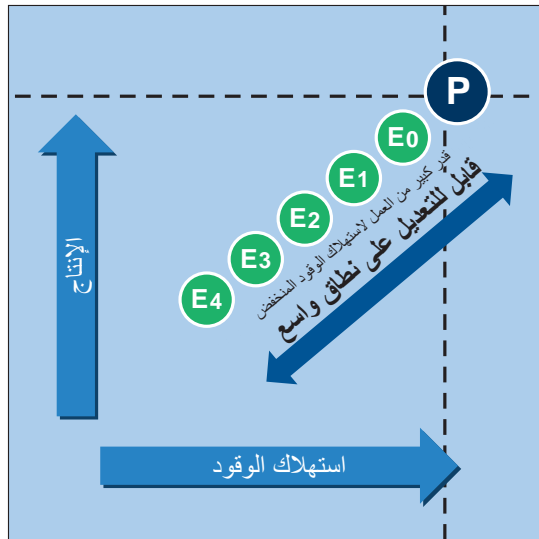 P
E0
E1
E2
E3
E4
قدر كبير من العمل لاستهلاك الوقود المنخفض
قابل للتعديل على نطاق واسع
الإنتاج
استهلاك الوقود